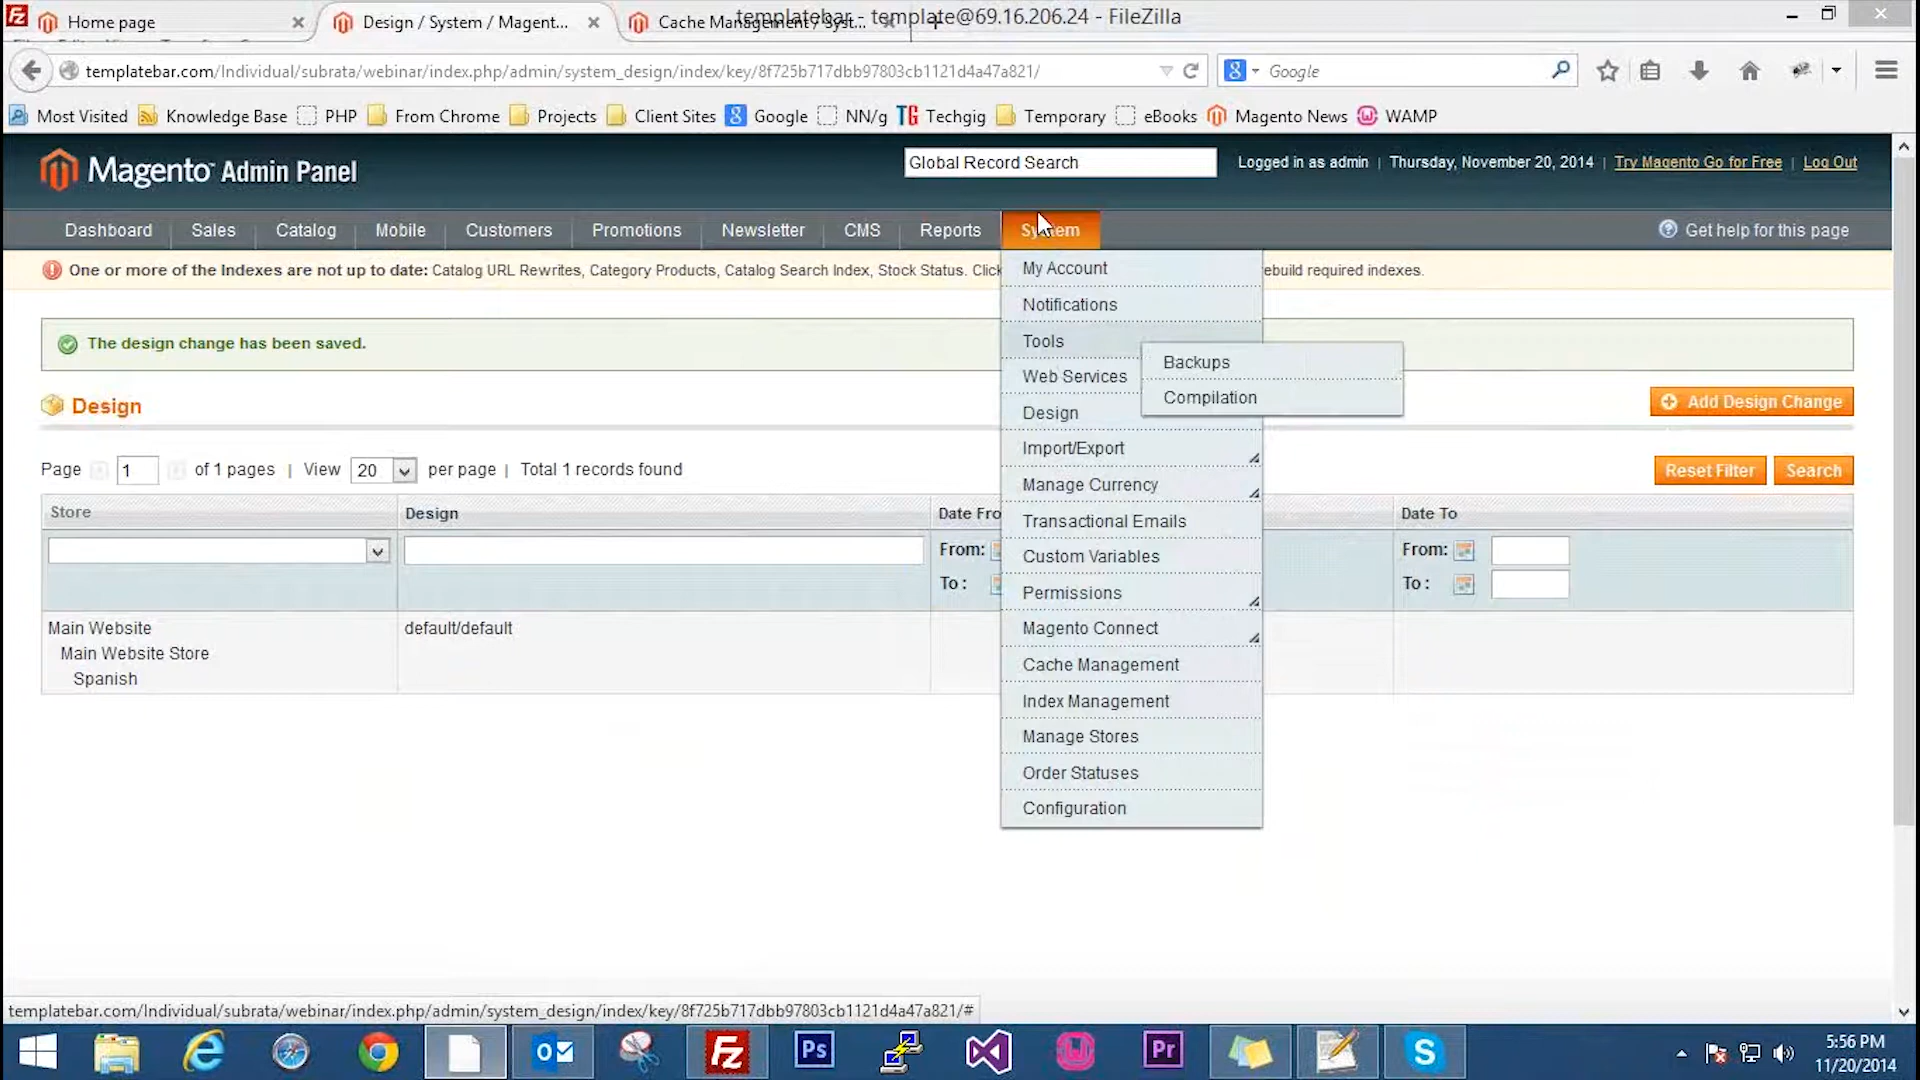 templatebar - template@69.16.206.24 - FileZilla
Home page
Design / System / Magent...
Cache Management / Syst...
templatebar.com/Individual/subrata/webinar/index.php/admin/system_design/index/key/8f725b717dbb97803cb1121d4a47a821/
Google
Most Visited Knowledge Base PHP From Chrome Projects Client Sites Google NN/g Techgig Temporary eBooks Magento News WAMP
Magento Admin Panel
Global Record Search
Logged in as admin | Thursday, November 20, 2014 | Try Magento Go for Free | Log Out
Dashboard Sales Catalog Mobile Customers Promotions Newsletter CMS Reports System
Get help for this page
One or more of the Indexes are not up to date: Catalog URL Rewrites, Category Products, Catalog Search Index, Stock Status. Click
ebuild required indexes.
My Account
Notifications
Tools
Backups
Compilation
Web Services
Design
Import/Export
Manage Currency
Transactional Emails
Custom Variables
Permissions
Magento Connect
Cache Management
Index Management
Manage Stores
Order Statuses
Configuration
The design change has been saved.
Design
Add Design Change
Page 1 of 1 pages | View 20 per page | Total 1 records found
Reset Filter Search
Store Design Date Fro Date To
From: From:
To : To :
Main Website default/default
Main Website Store
Spanish
templatebar.com/Individual/subrata/webinar/index.php/admin/system_design/index/key/8f725b717dbb97803cb1121d4a47a821/#
Fz Ps Pr
5:56 PM
11/20/2014